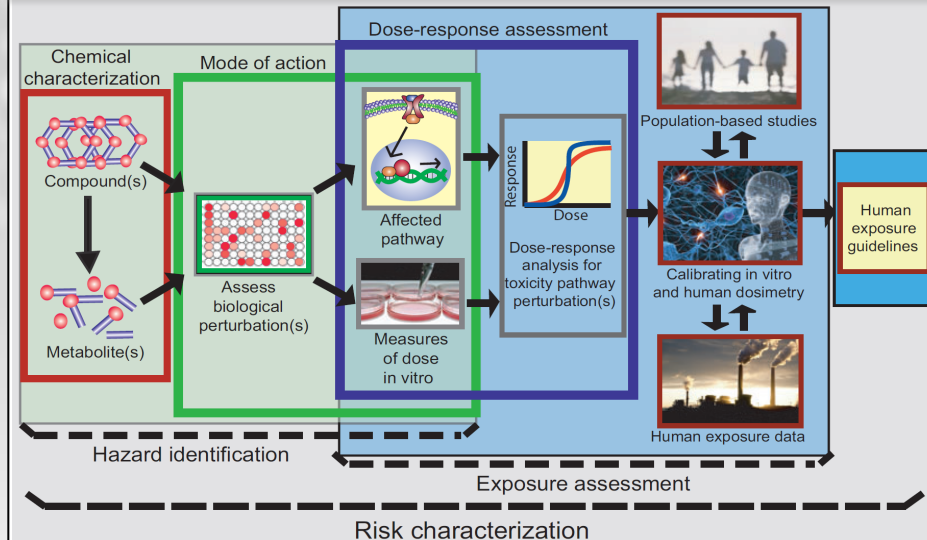 Dose-response assessment
Chemical
characterization
Mode of action
Compound(s)
Metabolite(s)
Assess
biological
perturbation(s)
Affected
pathway
Measures
of dose
in vitro
Response
Dose
Dose-response
analysis for
toxicity pathway
perturbation(s)
Population-based studies
Calibrating in vitro
and human dosimetry
Human exposure data
Human
exposure
guidelines
Hazard identification
Exposure assessment
Risk characterization